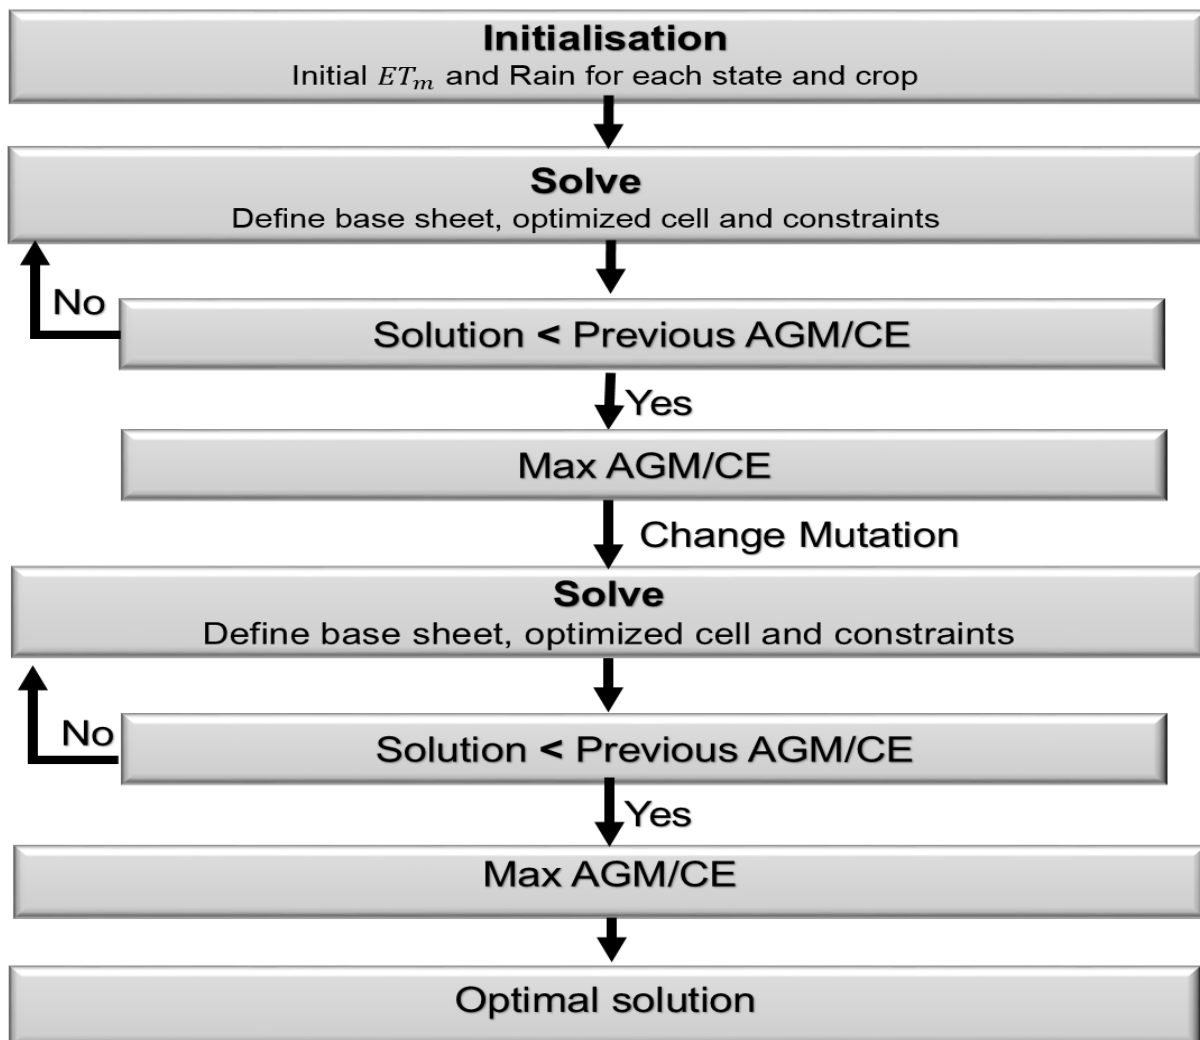 Initialisation
Initial ETₘ and Rain for each state and crop
Solve
Define base sheet, optimized cell and constraints
No
Solution < Previous AGM/CE
Yes
Max AGM/CE
Change Mutation
Solve
Define base sheet, optimized cell and constraints
No
Solution < Previous AGM/CE
Yes
Max AGM/CE
Optimal solution